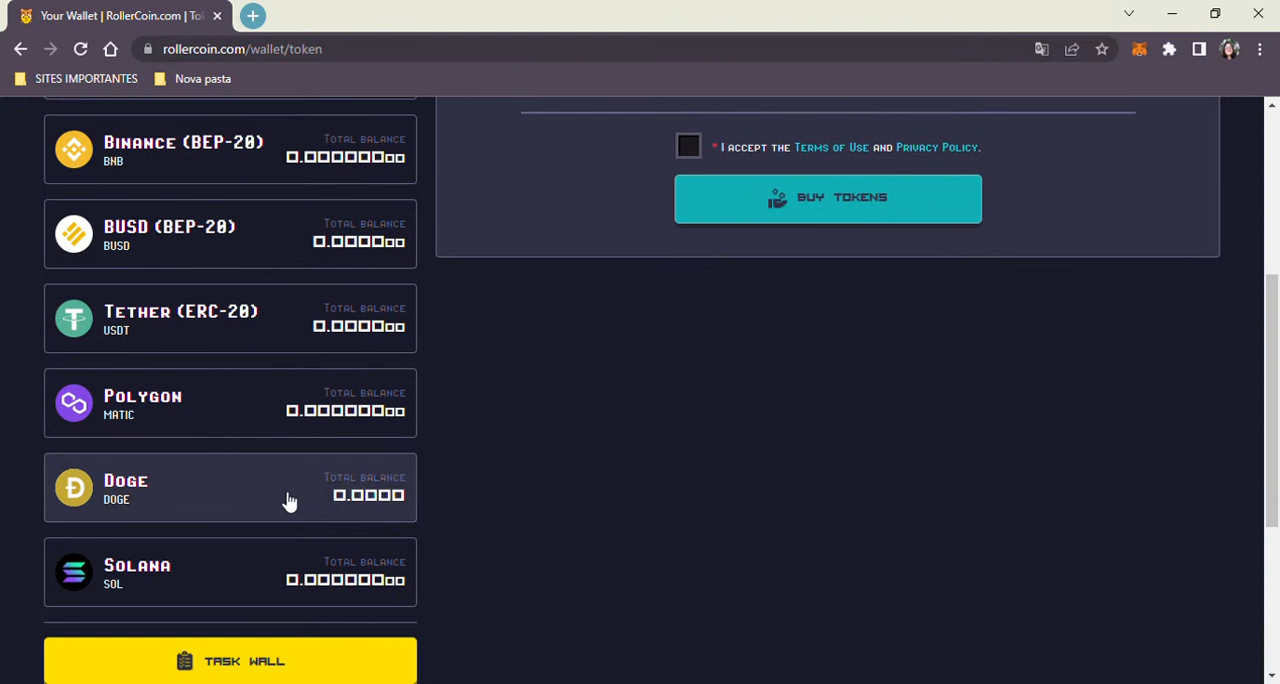 Your Wallet | RollerCoin.com | To
rollercoin.com/wallet/token
SITES IMPORTANTES
Nova pasta
Binance (BEP-20)
BNB
Total balance
0.00000000
BUSD (BEP-20)
BUSD
Total balance
0.000000
Tether (ERC-20)
USDT
Total balance
0.000000
Polygon
MATIC
Total balance
0.00000000
Doge
DOGE
Total balance
0.0000
Solana
SOL
Total balance
0.00000000
TASK WALL
* I accept the Terms of Use and Privacy Policy.
BUY TOKENS